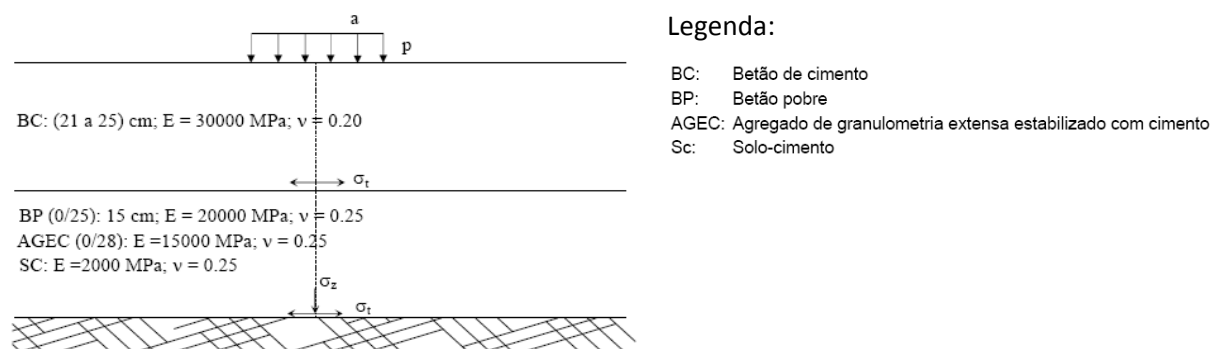 a
p
BC: (21 a 25) cm; E = 30000 MPa; ν = 0.20
σt
BP (0/25): 15 cm; E = 20000 MPa; ν = 0.25
AGEC (0/28): E =15000 MPa; ν = 0.25
SC: E =2000 MPa; ν = 0.25
σz
σt
Legenda:
BC: Betão de cimento
BP: Betão pobre
AGEC: Agregado de granulometria extensa estabilizado com cimento
Sc: Solo-cimento